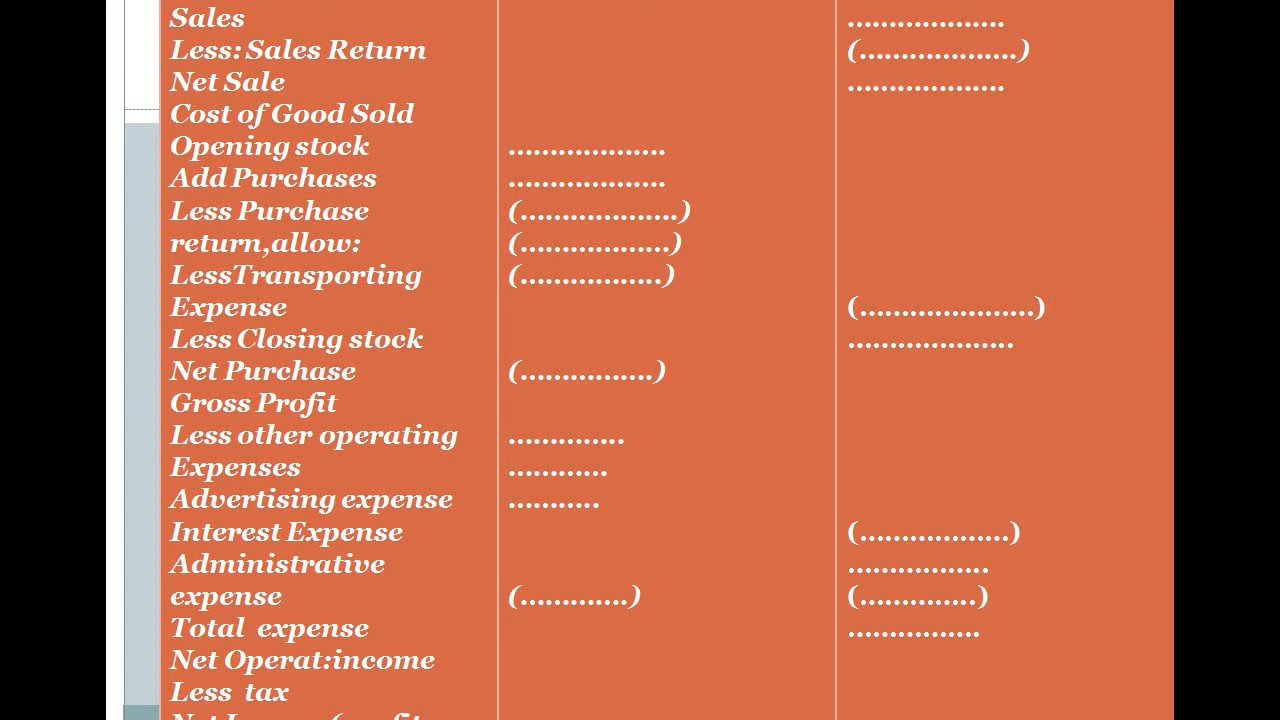 Sales ...................
Less: Sales Return (...................)
Net Sale ...................
Cost of Good Sold
Opening stock ...................
Add Purchases ...................
Less Purchase (...................)
return,allow: (..................)
LessTransporting (.................)
Expense (.....................)
Less Closing stock ....................
Net Purchase (................)
Gross Profit
Less other operating ..............
Expenses ............
Advertising expense ...........
Interest Expense (..................)
Administrative .................
expense (.............) (..............)
Total expense ................
Net Operat:income
Less tax